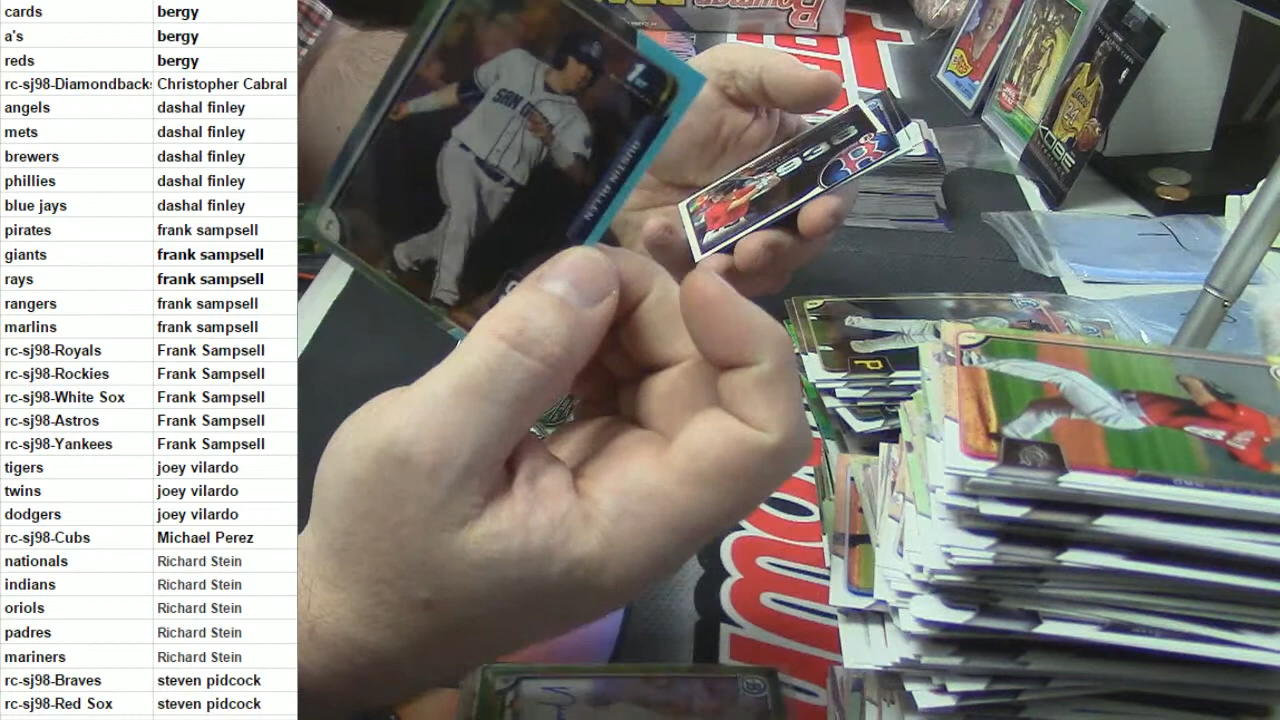 cards bergy
a's bergy
reds bergy
rc-sj98-Diamondback Christopher Cabral
angels dashal finley
mets dashal finley
brewers dashal finley
phillies dashal finley
blue jays dashal finley
pirates frank sampsell
giants frank sampsell
rays frank sampsell
rangers frank sampsell
marlins frank sampsell
rc-sj98-Royals Frank Sampsell
rc-sj98-Rockies Frank Sampsell
rc-sj98-White Sox Frank Sampsell
rc-sj98-Astros Frank Sampsell
rc-sj98-Yankees Frank Sampsell
tigers joey vilardo
twins joey vilardo
dodgers joey vilardo
rc-sj98-Cubs Michael Perez
nationals Richard Stein
indians Richard Stein
oriols Richard Stein
padres Richard Stein
mariners Richard Stein
rc-sj98-Braves steven pidcock
rc-sj98-Red Sox steven pidcock
1st
SAN
Bowman
KOBE
24
B
P